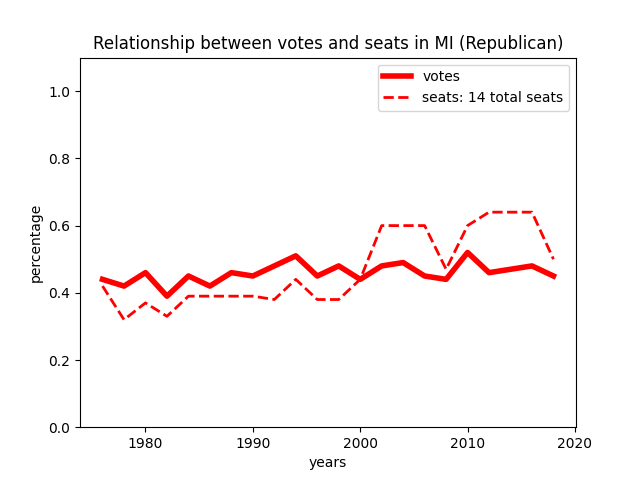 Relationship between votes and seats in MI (Republican)
votes
seats: 14 total seats
percentage
1.0
0.8
0.6
0.4
0.2
0.0
1980 1990 2000 2010 2020
years